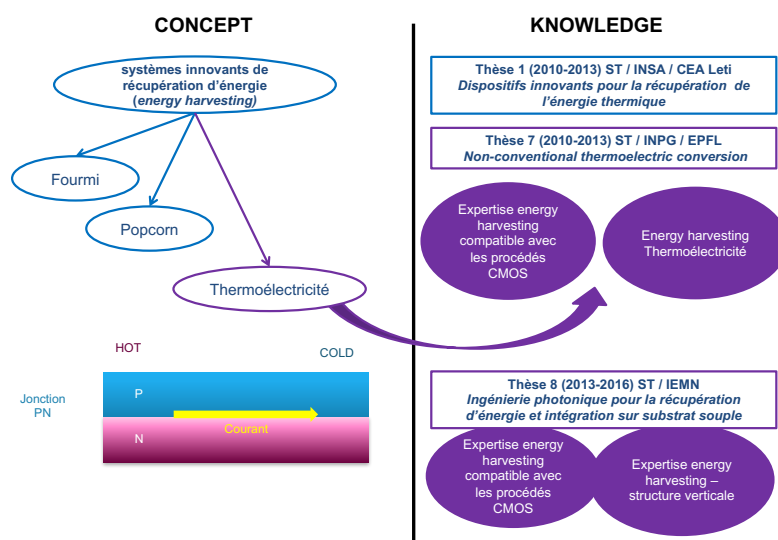 CONCEPT
systèmes innovants de
récupération d'énergie
(energy harvesting)
Fourmi
Popcorn
Thermoélectricité
HOT
COLD
Jonction
PN
P
Courant
N
KNOWLEDGE
Thèse 1 (2010-2013) ST / INSA / CEA Leti
Dispositifs innovants pour la récupération de
l'énergie thermique
Thèse 7 (2010-2013) ST / INPG / EPFL
Non-conventional thermoelectric conversion
Expertise energy
harvesting
compatible avec
les procédés
CMOS
Energy harvesting
Thermoélectricité
Thèse 8 (2013-2016) ST / IEMN
Ingénierie photonique pour la récupération
d'énergie et intégration sur substrat souple
Expertise energy
harvesting
compatible avec
les procédés
CMOS
Expertise energy
harvesting –
structure verticale